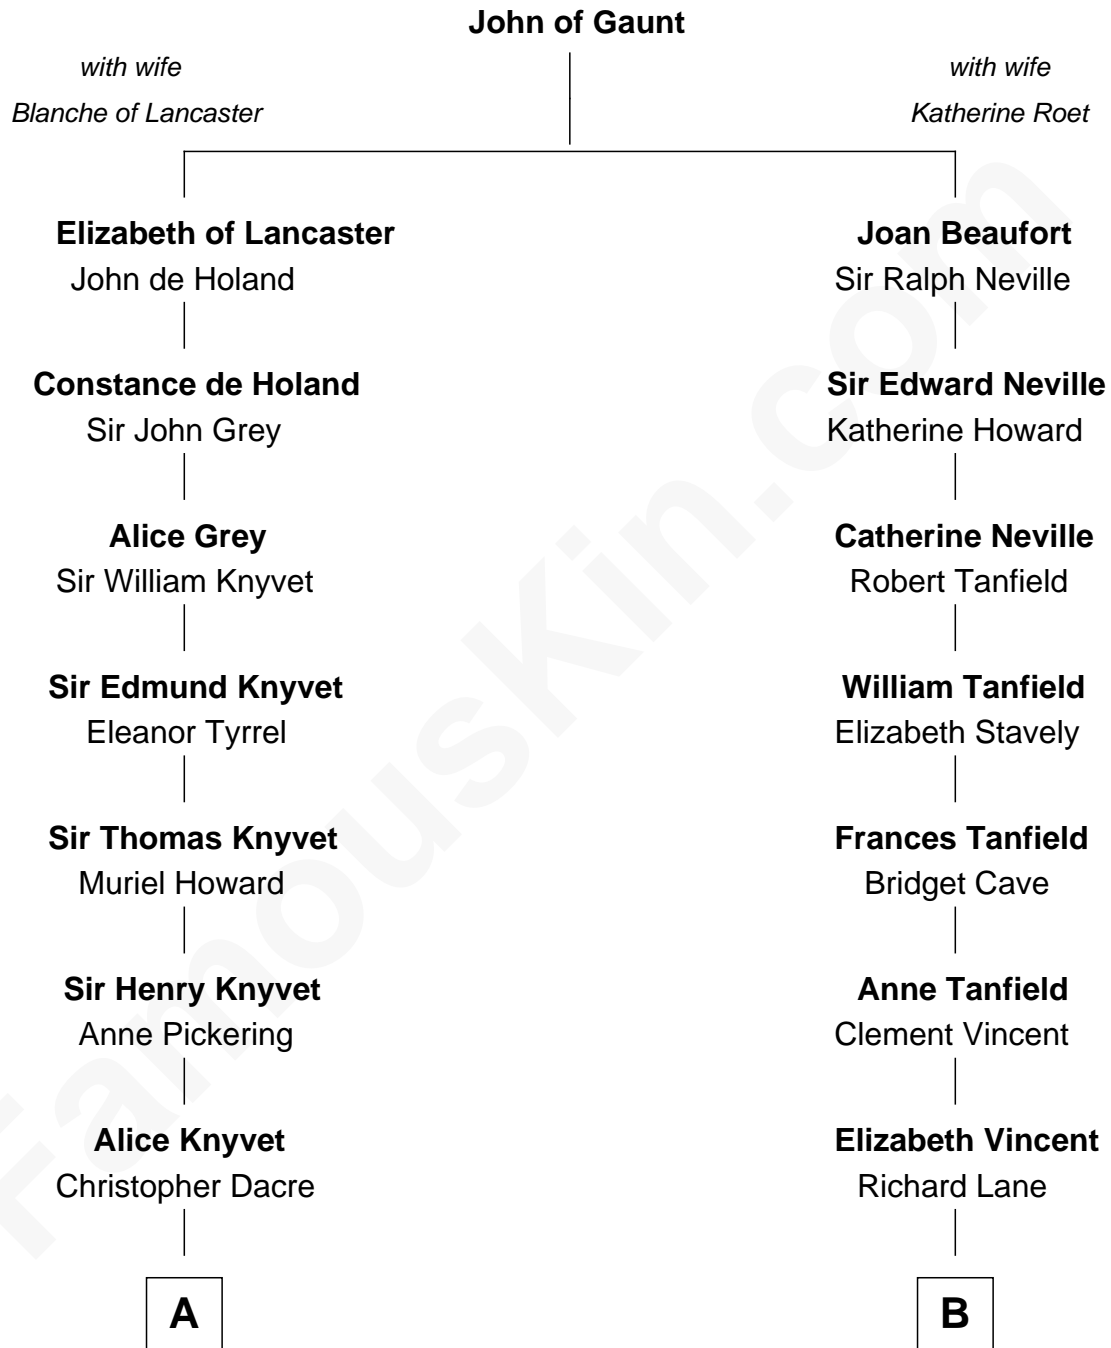 John of Gaunt
with wife
Blanche of Lancaster
with wife
Katherine Roet
Elizabeth of Lancaster
John de Holand
Joan Beaufort
Sir Ralph Neville
Constance de Holand
Sir John Grey
Sir Edward Neville
Katherine Howard
Alice Grey
Sir William Knyvet
Catherine Neville
Robert Tanfield
Sir Edmund Knyvet
Eleanor Tyrrel
William Tanfield
Elizabeth Stavely
Sir Thomas Knyvet
Muriel Howard
Frances Tanfield
Bridget Cave
Sir Henry Knyvet
Anne Pickering
Anne Tanfield
Clement Vincent
Alice Knyvet
Christopher Dacre
Elizabeth Vincent
Richard Lane
A
B
FamousKin.com